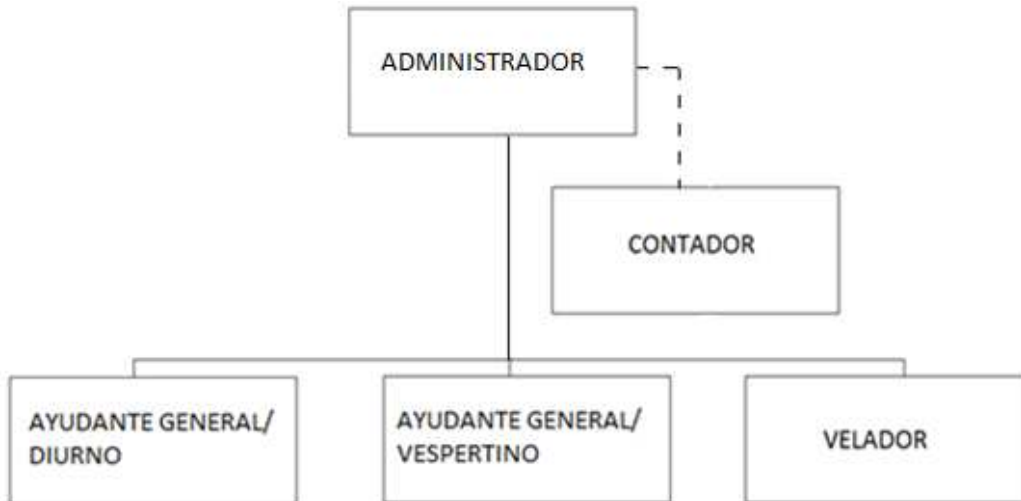 ADMINISTRADOR
CONTADOR
AYUDANTE GENERAL/
DIURNO
AYUDANTE GENERAL/
VESPERTINO
VELADOR